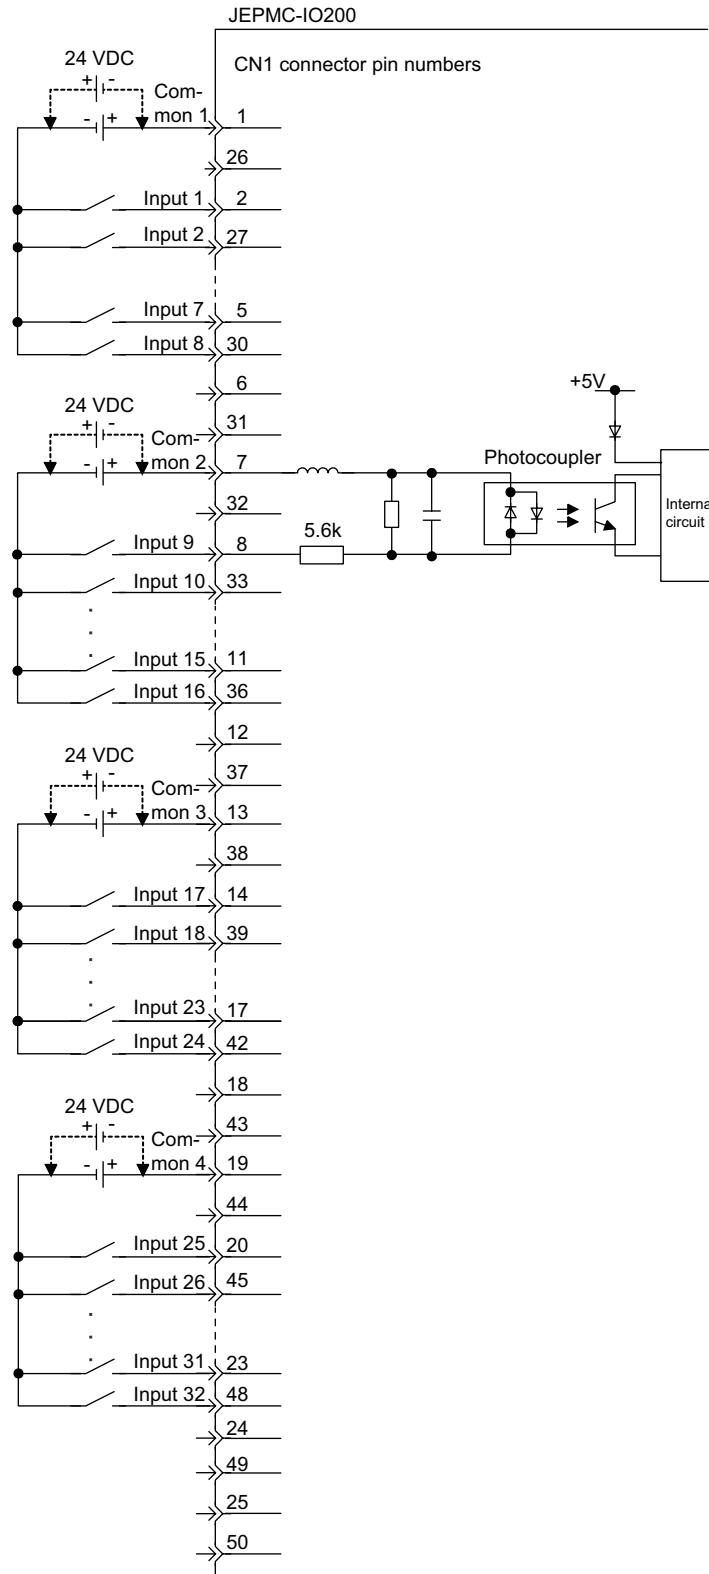 JEPMC-IO200
CN1 connector pin numbers
24 VDC
+ -
Com-
mon 1
- +
1
26
Input 1 2
Input 2 27
Input 7 5
Input 8 30
6
31
24 VDC
+ -
Com-
mon 2
- +
7
32
Input 9 8
Input 10 33
Input 15 11
Input 16 36
+5V
Photocoupler
5.6k
Interna
circuit
12
37
24 VDC
+ -
Com-
mon 3
- +
13
38
Input 17 14
Input 18 39
Input 23 17
Input 24 42
18
43
24 VDC
+ -
Com-
mon 4
- +
19
44
Input 25 20
Input 26 45
Input 31 23
Input 32 48
24
49
25
50